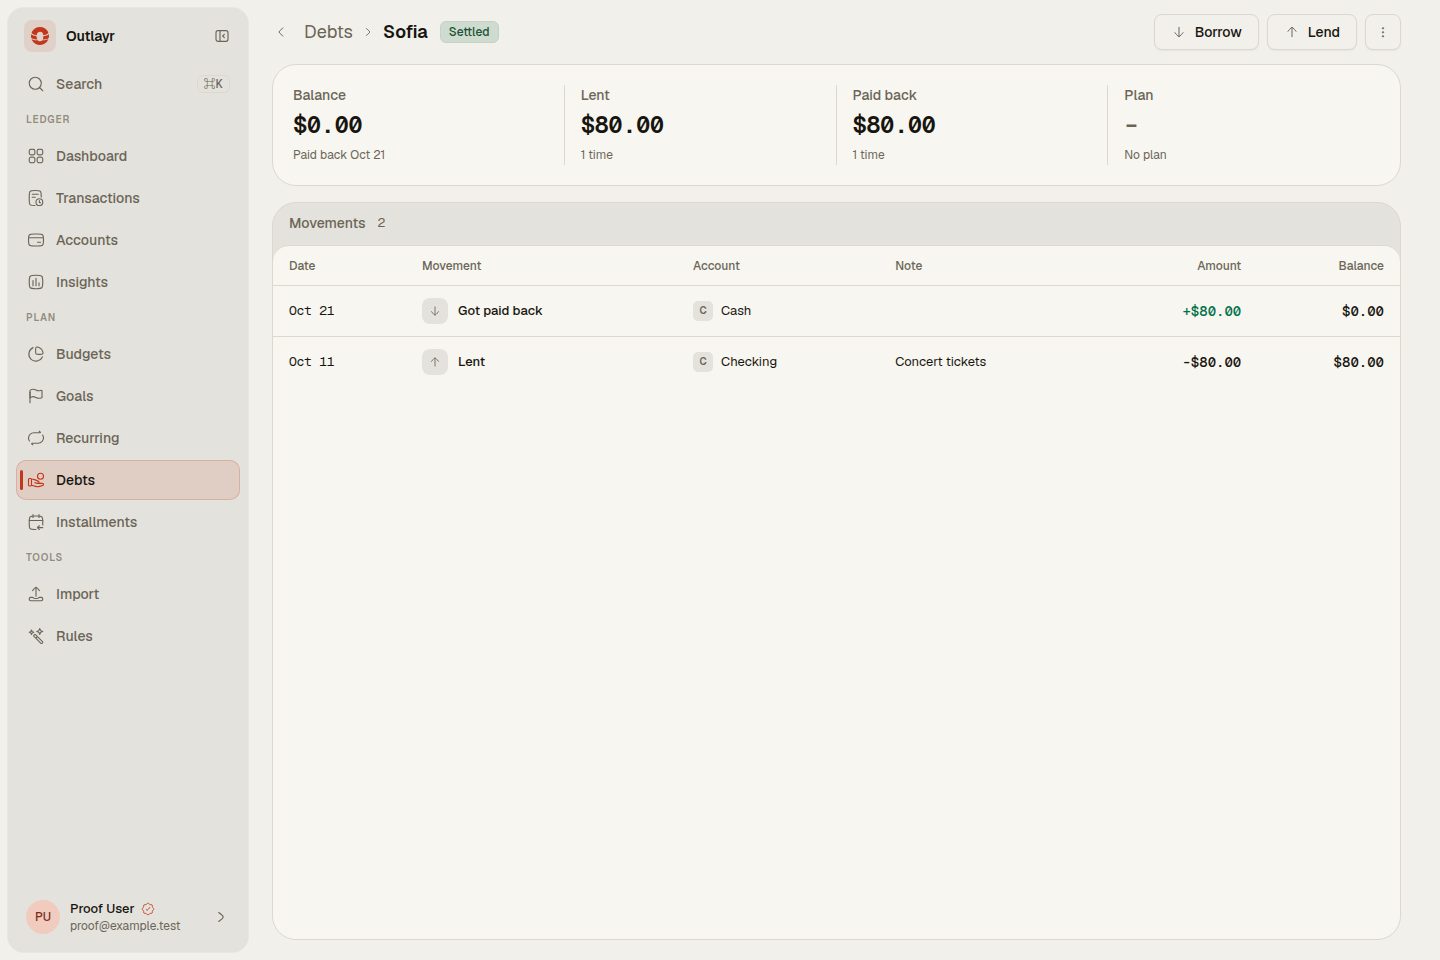 Outlayr
Search ⌘K
LEDGER
Dashboard
Transactions
Accounts
Insights
PLAN
Budgets
Goals
Recurring
Debts
Installments
TOOLS
Import
Rules
PU
Proof User
proof@example.test
Debts > Sofia Settled
Borrow
Lend
Balance
$0.00
Paid back Oct 21
Lent
$80.00
1 time
Paid back
$80.00
1 time
Plan
–
No plan
Movements 2
Date Movement Account Note Amount Balance
Oct 21 Got paid back C Cash +$80.00 $0.00
Oct 11 Lent C Checking Concert tickets -$80.00 $80.00